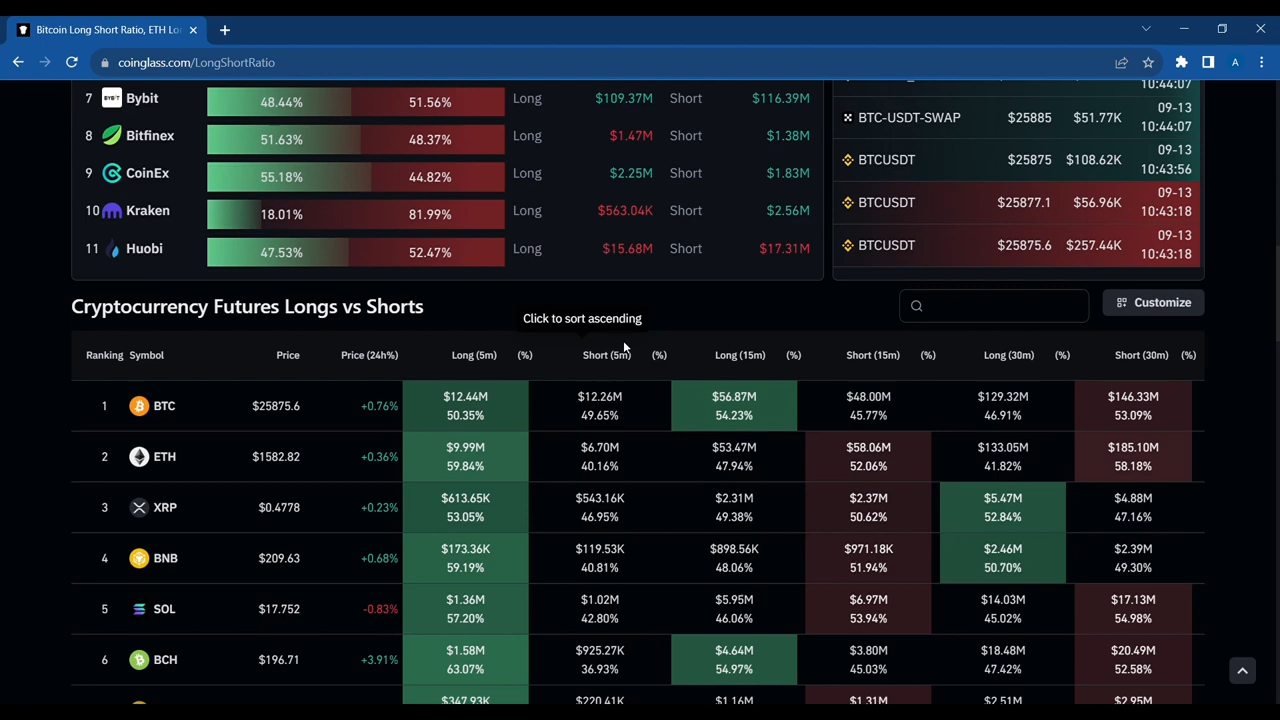 Bitcoin Long Short Ratio, ETH Lo
coinglass.com/LongShortRatio
A
7 BYBIT Bybit 48.44% 51.56% Long $109.37M Short $116.39M
8 Bitfinex 51.63% 48.37% Long $1.47M Short $1.38M
9 CoinEx 55.18% 44.82% Long $2.25M Short $1.83M
10 Kraken 18.01% 81.99% Long $563.04K Short $2.56M
11 Huobi 47.53% 52.47% Long $15.68M Short $17.31M
10:44:07
BTC-USDT-SWAP $25885 $51.77K 09-13
10:44:07
BTCUSDT $25875 $108.62K 09-13
10:43:56
BTCUSDT $25877.1 $56.96K 09-13
10:43:18
BTCUSDT $25875.6 $257.44K 09-13
10:43:18
Cryptocurrency Futures Longs vs Shorts
Customize
Click to sort ascending
Ranking Symbol Price Price (24h%) Long (5m) (%) Short (5m) (%) Long (15m) (%) Short (15m) (%) Long (30m) (%) Short (30m) (%)
1 BTC $25875.6 +0.76% $12.44M $12.26M $56.87M $48.00M $129.32M $146.33M
50.35% 49.65% 54.23% 45.77% 46.91% 53.09%
2 ETH $1582.82 +0.36% $9.99M $6.70M $53.47M $58.06M $133.05M $185.10M
59.84% 40.16% 47.94% 52.06% 41.82% 58.18%
3 XRP $0.4778 +0.23% $613.65K $543.16K $2.31M $2.37M $5.47M $4.88M
53.05% 46.95% 49.38% 50.62% 52.84% 47.16%
4 BNB $209.63 +0.68% $173.36K $119.53K $898.56K $971.18K $2.46M $2.39M
59.19% 40.81% 48.06% 51.94% 50.70% 49.30%
5 SOL $17.752 -0.83% $1.36M $1.02M $5.95M $6.97M $14.03M $17.13M
57.20% 42.80% 46.06% 53.94% 45.02% 54.98%
6 BCH $196.71 +3.91% $1.58M $925.27K $4.64M $3.80M $18.48M $20.49M
63.07% 36.93% 54.97% 45.03% 47.42% 52.58%
$347.93K $220.41K $1.16M $1.31M $2.51M $2.95M